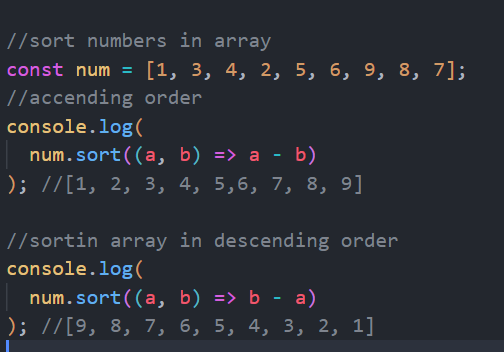 //sort numbers in array
const num = [1, 3, 4, 2, 5, 6, 9, 8, 7];
//accending order
console.log(
  num.sort((a, b) => a - b)
); //[1, 2, 3, 4, 5,6, 7, 8, 9]

//sortin array in descending order
console.log(
  num.sort((a, b) => b - a)
); //[9, 8, 7, 6, 5, 4, 3, 2, 1]